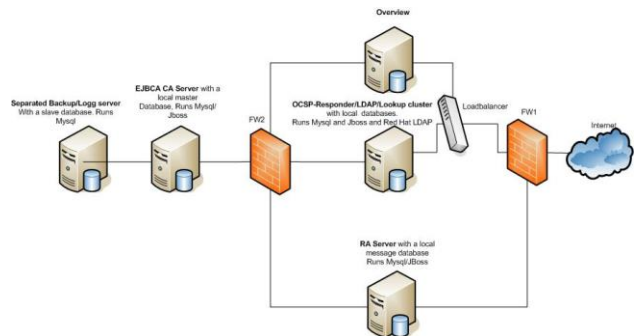 Overview
EJBCA CA Server with a
local master
Database, Runs Mysql/
Jboss
Separated Backup/Logg server
With a slave database. Runs
Mysql
FW2
OCSP-Responder/LDAP/Lookup cluster
with local databases.
Runs Mysql and Jboss and Red Hat LDAP
Loadbalancer
FW1
Internet
RA Server with a local
message database
Runs Mysql/JBoss